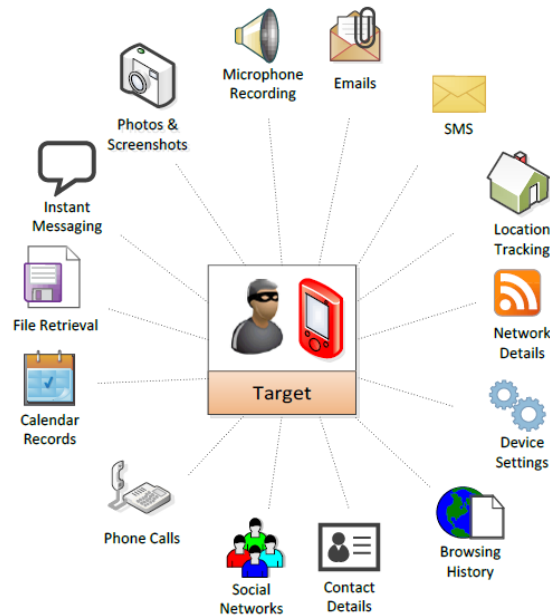 Microphone
Recording
Emails
SMS
Photos &
Screenshots
Instant
Messaging
Location
Tracking
File Retrieval
Network
Details
Target
Calendar
Records
Device
Settings
Phone Calls
Browsing
History
Social
Networks
Contact
Details